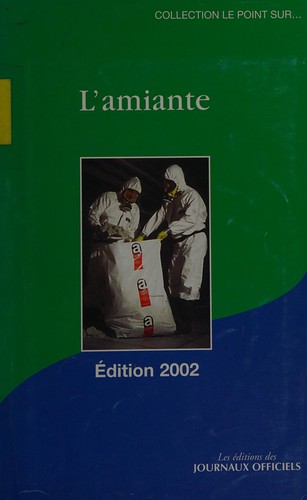 COLLECTION LE POINT SUR...
L'amiante
a
a
a
Édition 2002
Les éditions des
JOURNAUX OFFICIELS